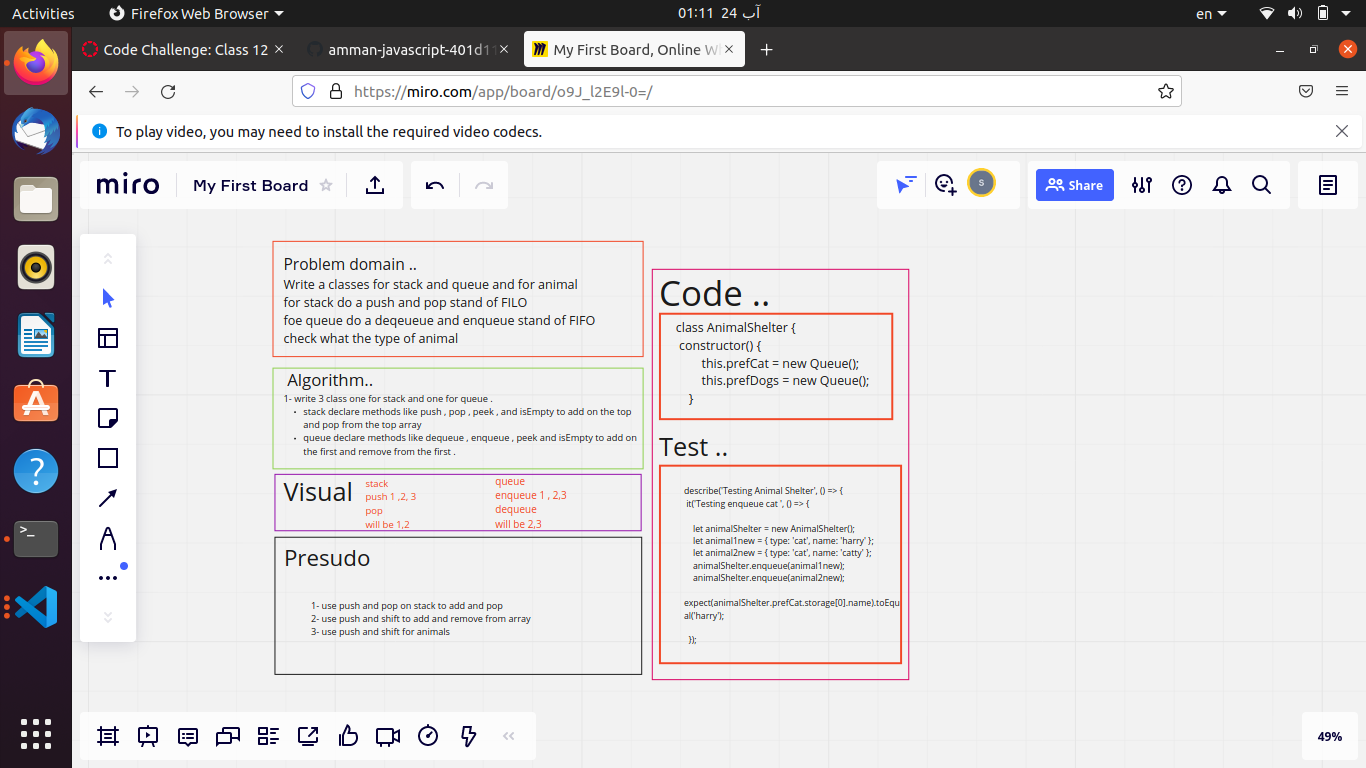 Activities
Firefox Web Browser
01:11 24 آب
en
Code Challenge: Class 12
amman-javascript-401d11
My First Board, Online W
https://miro.com/app/board/o9J_l2E9l-0=/
To play video, you may need to install the required video codecs.
miro
My First Board
S
Share
Problem domain ..
Write a classes for stack and queue and for animal
for stack do a push and pop stand of FILO
foe queue do a deqeueue and enqueue stand of FIFO
check what the type of animal
Algorithm..
1- write 3 class one for stack and one for queue .
• stack declare methods like push , pop , peek , and isEmpty to add on the top
and pop from the top array
• queue declare methods like dequeue , enqueue , peek and isEmpty to add on
the first and remove from the first .
Visual
stack
push 1 ,2, 3
pop
will be 1,2
queue
enqueue 1 , 2,3
dequeue
will be 2,3
Presudo
1- use push and pop on stack to add and pop
2- use push and shift to add and remove from array
3- use push and shift for animals
Code ..
class AnimalShelter {
constructor() {
this.prefCat = new Queue();
this.prefDogs = new Queue();
}
Test ..
describe('Testing Animal Shelter', () => {
it('Testing enqueue cat ', () => {
let animalShelter = new AnimalShelter();
let animal1new = { type: 'cat', name: 'harry' };
let animal2new = { type: 'cat', name: 'catty' };
animalShelter.enqueue(animal1new);
animalShelter.enqueue(animal2new);
expect(animalShelter.prefCat.storage[0].name).toEqu
al('harry');
});
49%